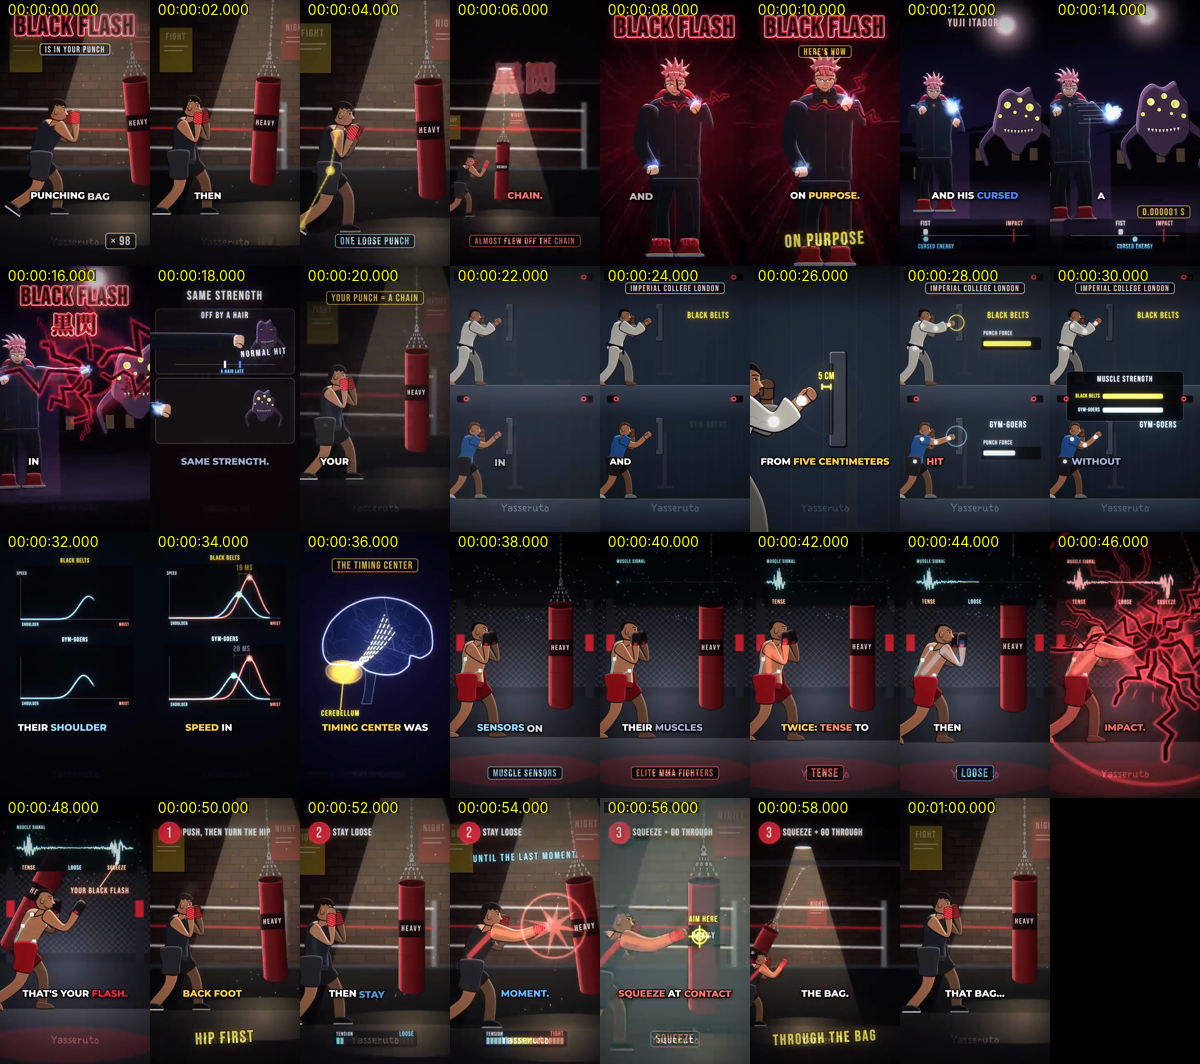 00:00:00.000
BLACK FLASH
IS IN YOUR PUNCH
HEAVY
PUNCHING BAG
Yasseruto
× 98
00:00:02.000
FIGHT
HEAVY
THEN
00:00:04.000
FIGHT
HEAVY
ONE LOOSE PUNCH
00:00:06.000
黒閃
CHAIN.
ALMOST FLEW OFF THE CHAIN
00:00:08.000
BLACK FLASH
AND
00:00:10.000
BLACK FLASH
HERE'S HOW
ON PURPOSE.
ON PURPOSE
00:00:12.000
YUJI ITADOR
AND HIS CURSED
FIST
IMPACT
CURSED ENERGY
00:00:14.000
A
0.000001 S
FIST
IMPACT
CURSED ENERGY
00:00:16.000
BLACK FLASH
黒閃
IN
00:00:18.000
SAME STRENGTH
OFF BY A HAIR
NORMAL HIT
A HAIR LATE
SAME STRENGTH.
00:00:20.000
YOUR PUNCH = A CHAIN
HEAVY
YOUR
00:00:22.000
IN
Yasseruto
00:00:24.000
IMPERIAL COLLEGE LONDON
BLACK BELTS
AND
Yasseruto
00:00:26.000
5 CM
FROM FIVE CENTIMETERS
00:00:28.000
IMPERIAL COLLEGE LONDON
BLACK BELTS
PUNCH FORCE
GYM-GOERS
PUNCH FORCE
HIT
Yasseruto
00:00:30.000
IMPERIAL COLLEGE LONDON
BLACK BELTS
MUSCLE STRENGTH
BLACK BELTS
GYM-GOERS
GYM-GOERS
WITHOUT
Yasseruto
00:00:32.000
BLACK BELTS
SPEED
SHOULDER
WRIST
GYM-GOERS
SHOULDER
WRIST
THEIR SHOULDER
00:00:34.000
BLACK BELTS
19 MS
SPEED
SHOULDER
WRIST
GYM-GOERS
28 MS
SHOULDER
WRIST
SPEED IN
00:00:36.000
THE TIMING CENTER
CEREBELLUM
TIMING CENTER WAS
00:00:38.000
HEAVY
SENSORS ON
MUSCLE SENSORS
00:00:40.000
MUSCLE SIGNAL
HEAVY
THEIR MUSCLES
ELITE MMA FIGHTERS
00:00:42.000
MUSCLE SIGNAL
TENSE
HEAVY
TWICE: TENSE TO
TENSE
00:00:44.000
MUSCLE SIGNAL
TENSE
LOOSE
HEAVY
THEN
LOOSE
00:00:46.000
MUSCLE SIGNAL
TENSE
LOOSE
SQUEEZE
IMPACT.
Yasseruto
00:00:48.000
MUSCLE SIGNAL
TENSE
LOOSE
SQUEEZE
YOUR BLACK FLASH
THAT'S YOUR FLASH.
Yasseruto
00:00:50.000
1
PUSH, THEN TURN THE HIP
HEAVY
BACK FOOT
HIP FIRST
00:00:52.000
2
STAY LOOSE
HEAVY
THEN STAY
TENSION
LOOSE
00:00:54.000
2
STAY LOOSE
UNTIL THE LAST MOMENT.
HEAVY
MOMENT.
TENSION
TIGHT
Yasseruto
00:00:56.000
3
SQUEEZE + GO THROUGH
AIM HERE
SQUEEZE AT CONTACT
SQUEEZE
00:00:58.000
3
SQUEEZE + GO THROUGH
THE BAG.
THROUGH THE BAG
00:01:00.000
FIGHT
HEAVY
THAT BAG...